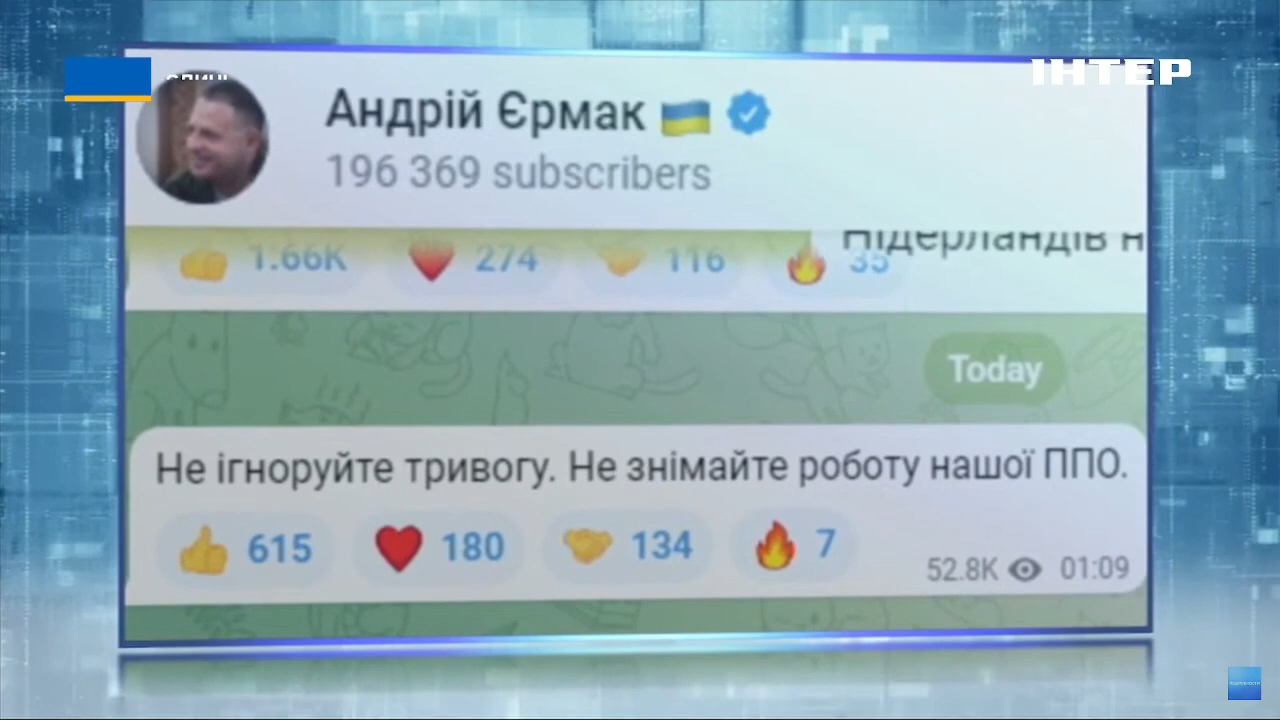 ІНТЕР
Андрій Єрмак
196 369 subscribers
Нідерландів н
1.66K 274 116 35
Today
Не ігноруйте тривогу. Не знімайте роботу нашої ППО.
615 180 134 7
52.8K 01:09